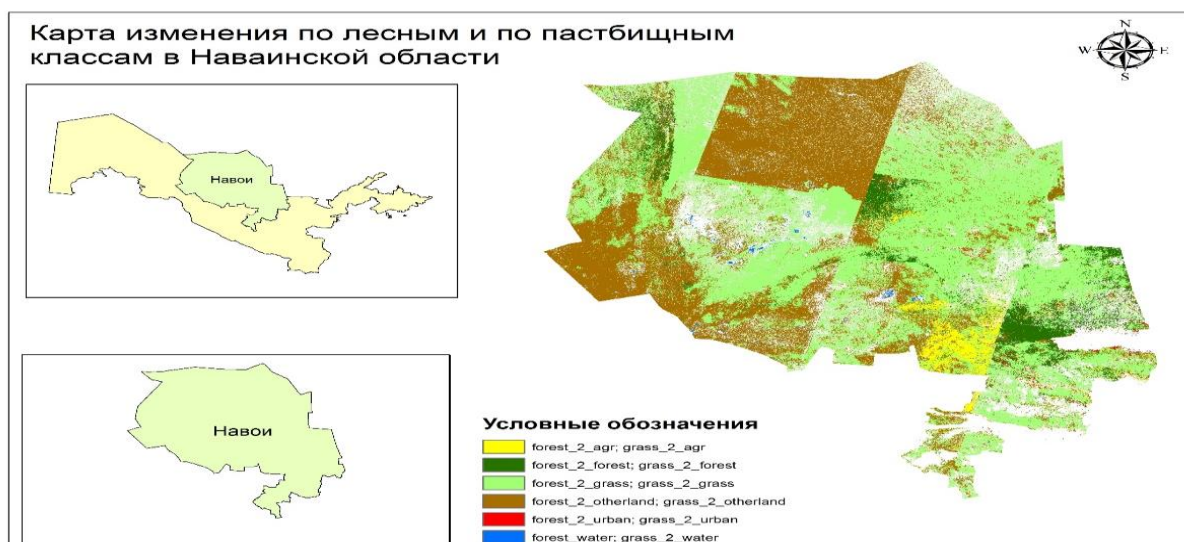 Карта изменения по лесным и по пастбищным
классам в Наваинской области
N
W E
S
Навои
Навои
Условные обозначения
forest_2_agr; grass_2_agr
forest_2_forest; grass_2_forest
forest_2_grass; grass_2_grass
forest_2_otherland; grass_2_otherland
forest_2_urban; grass_2_urban
forest_water; grass_2_water